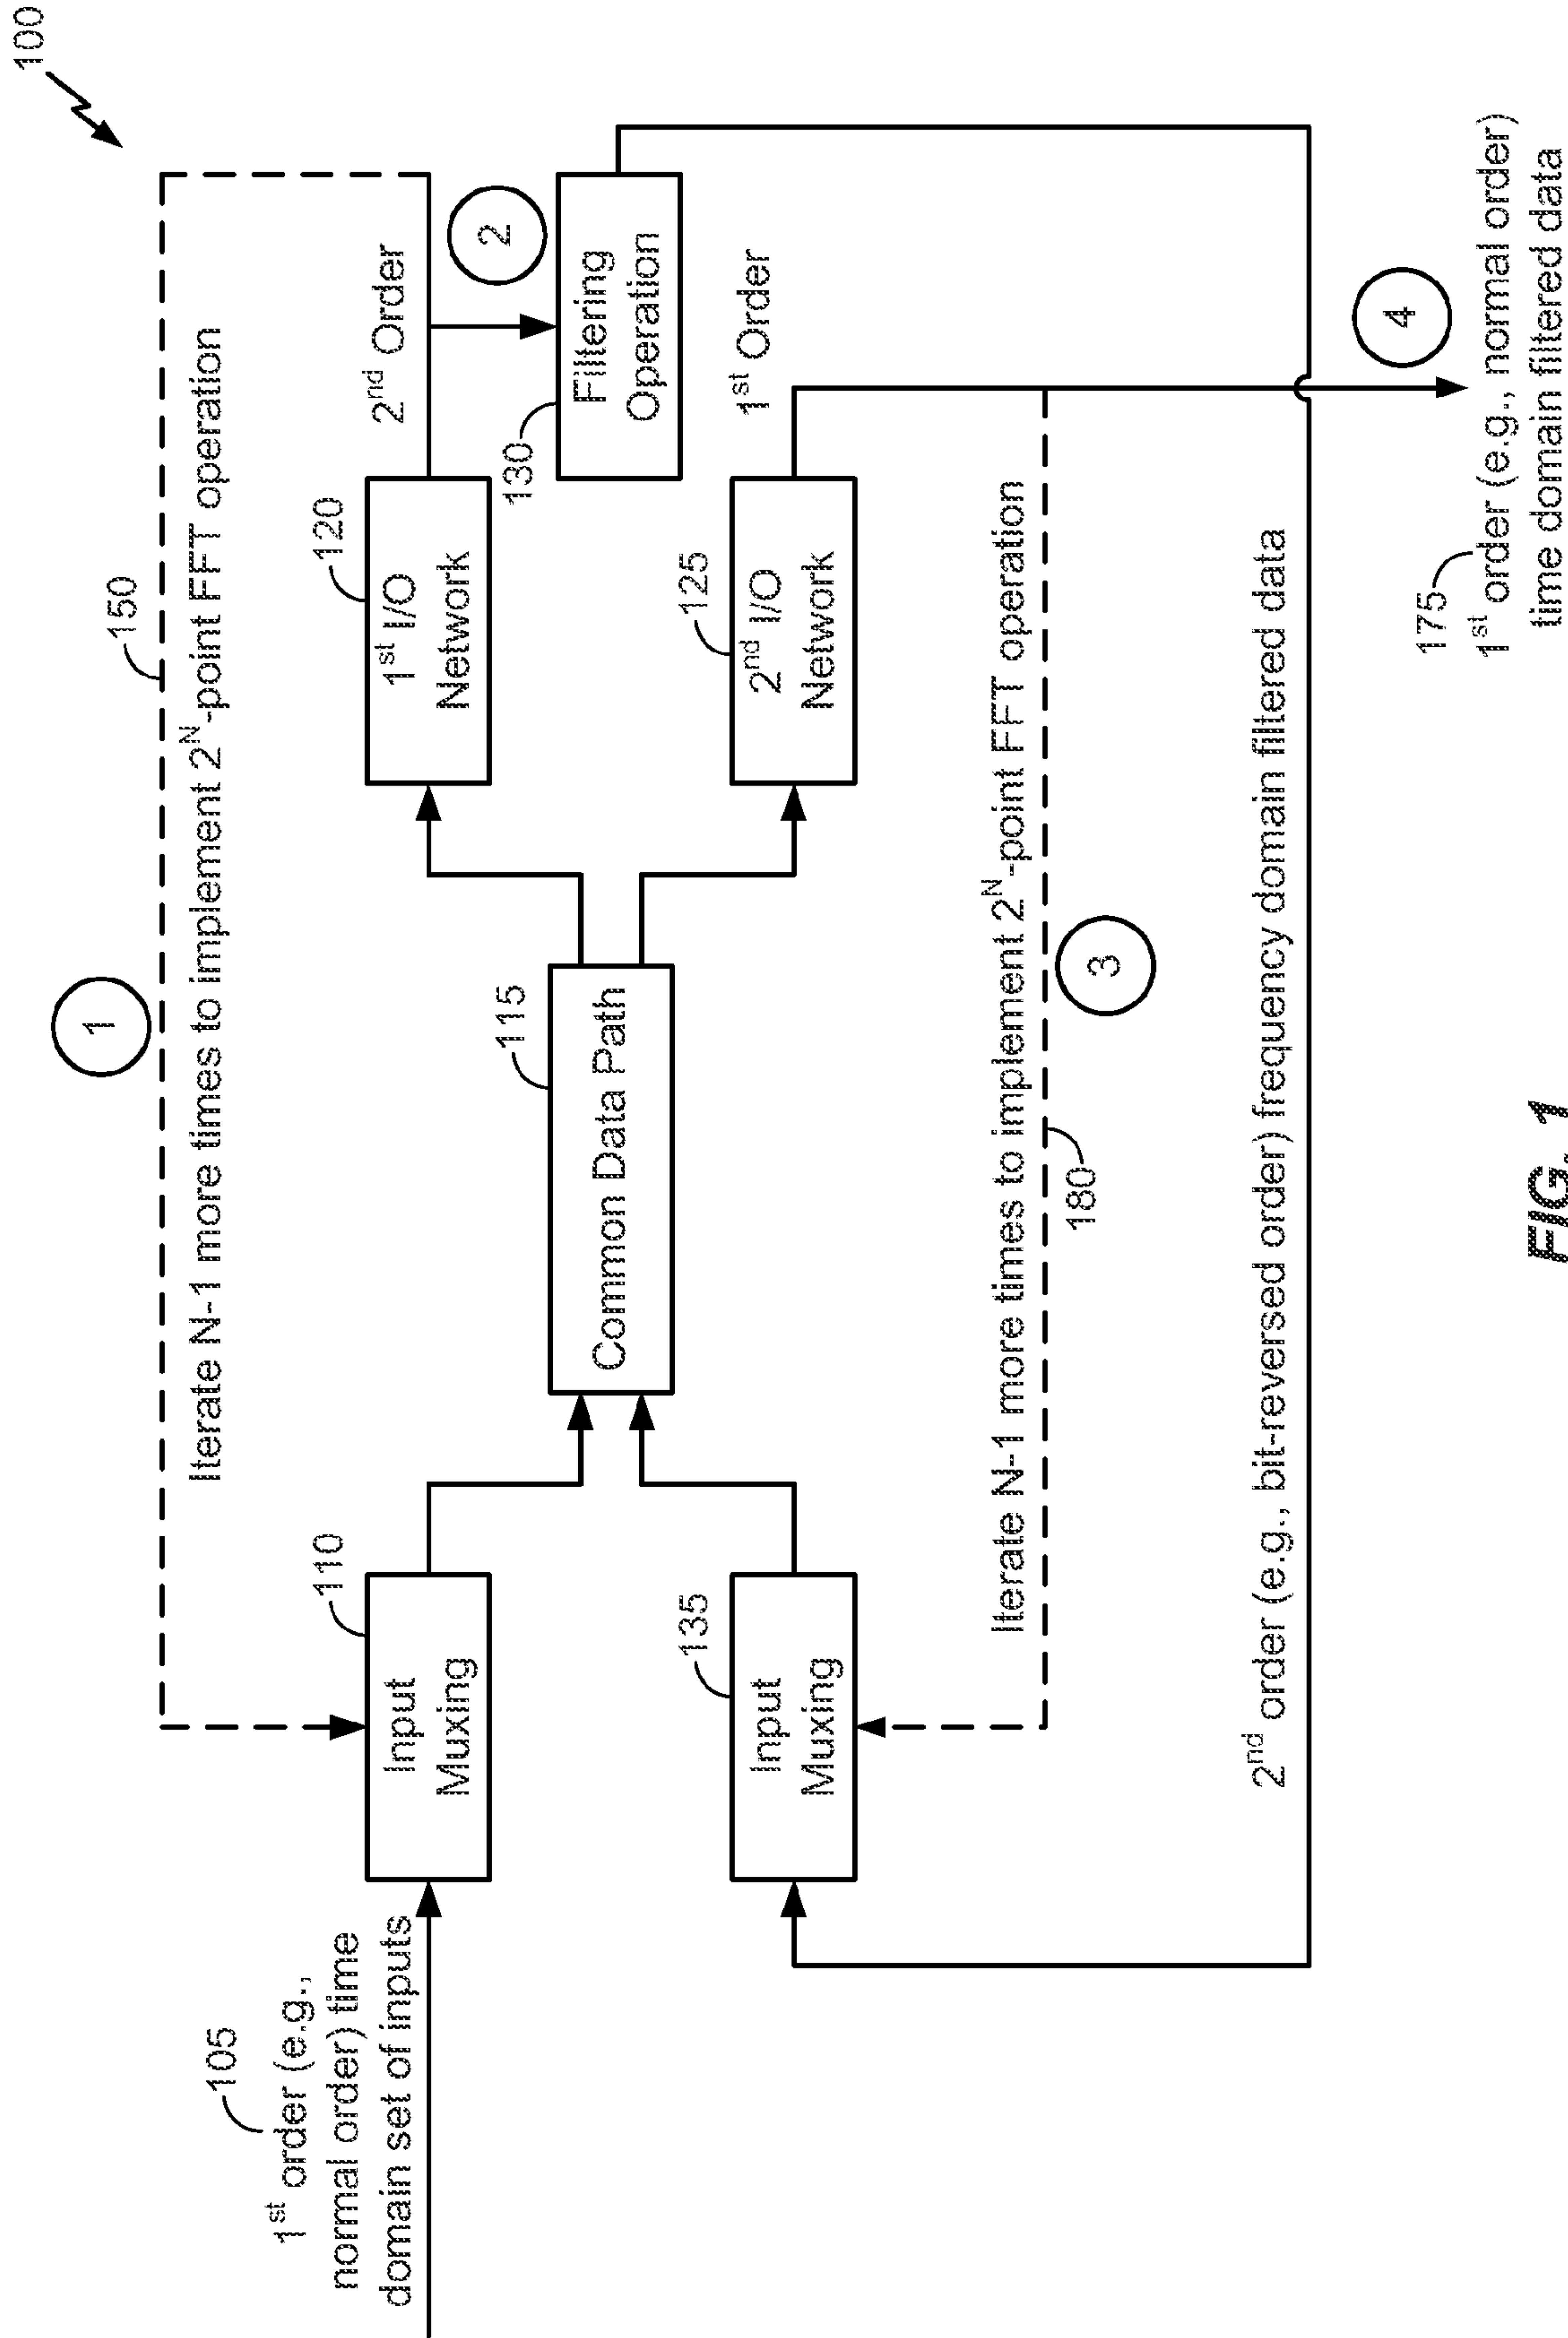 100
1
150
Iterate N-1 more times to implement 2^N-point FFT operation
105
1st order (e.g.,
normal order) time
domain set of inputs
110
Input
Muxing
120
1st I/O
Network
2nd Order
2
115
Common Data Path
130
Filtering
Operation
135
Input
Muxing
125
2nd I/O
Network
1st Order
Iterate N-1 more times to implement 2^N-point FFT operation
180
3
2nd order (e.g., bit-reversed order) frequency domain filtered data
4
175
1st order (e.g., normal order)
time domain filtered data
FIG. 1